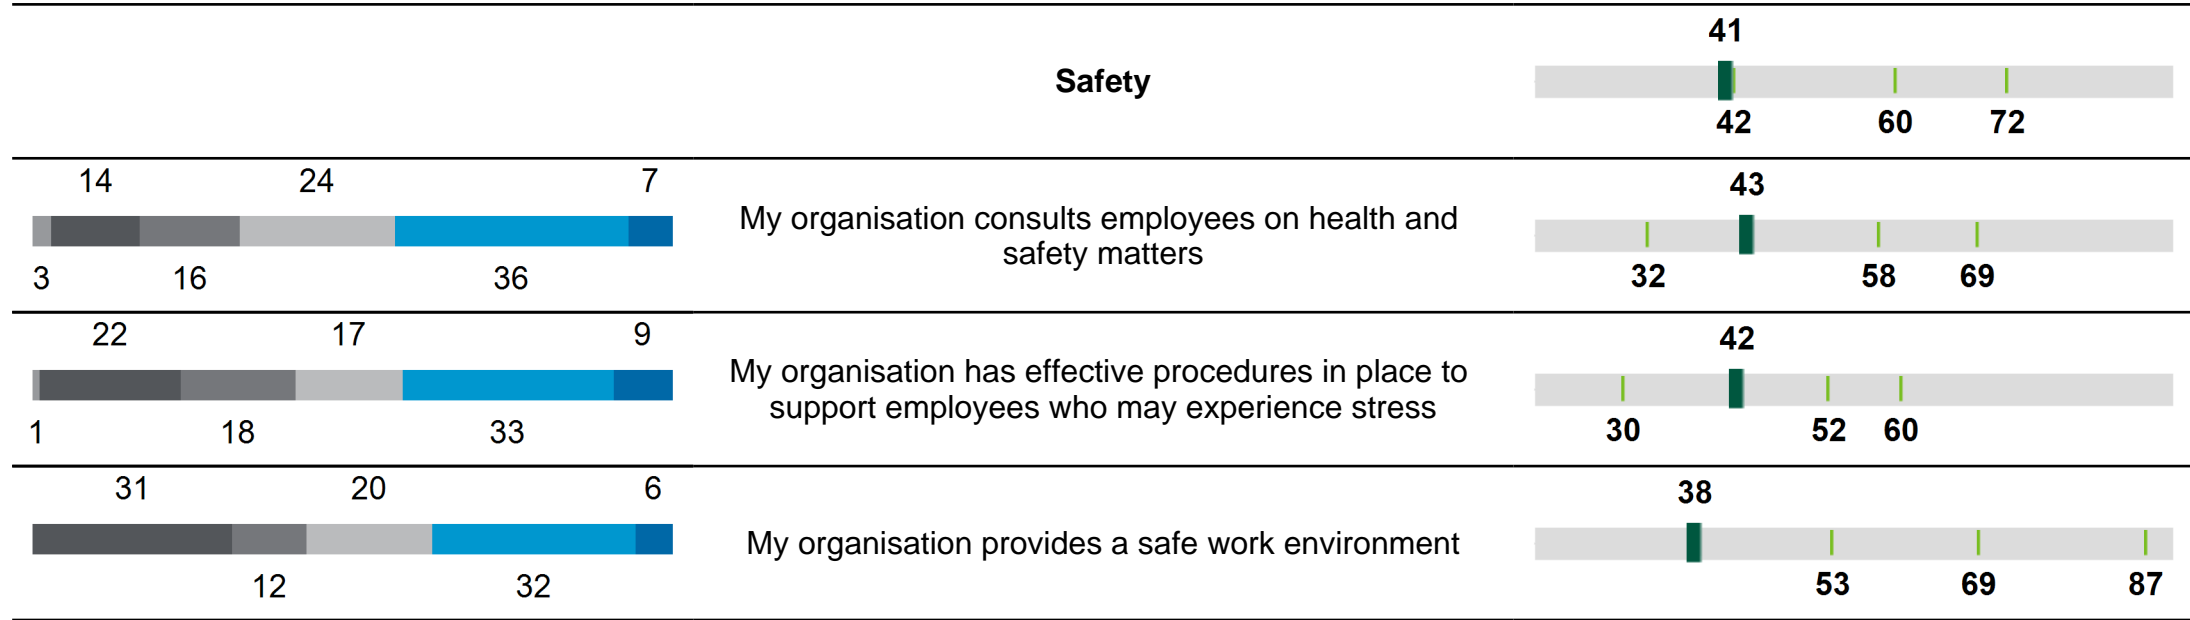 41
Safety
42 60 72
14 24 7
43
My organisation consults employees on health and
safety matters
3 16 36
32 58 69
22 17 9
42
My organisation has effective procedures in place to
support employees who may experience stress
1 18 33
30 52 60
31 20 6
38
My organisation provides a safe work environment
12 32
53 69 87